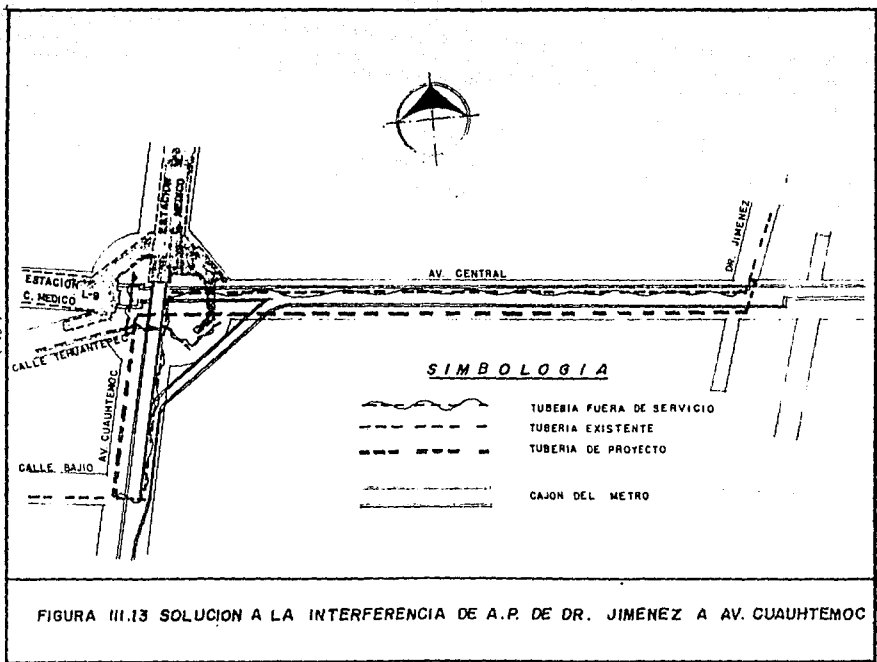 ESTACION
C. MEDICO L-9
ESTACION
MEDICO
CALLE TEHUANTEPEC
AV. CUAUHTEMOC
CALLE BAJIO
AV. CENTRAL
DR. JIMENEZ
SIMBOLOGIA
TUBERIA FUERA DE SERVICIO
TUBERIA EXISTENTE
TUBERIA DE PROYECTO
CAJON DEL METRO
FIGURA III.13 SOLUCION A LA INTERFERENCIA DE A.P. DE DR. JIMENEZ A AV. CUAUHTEMOC